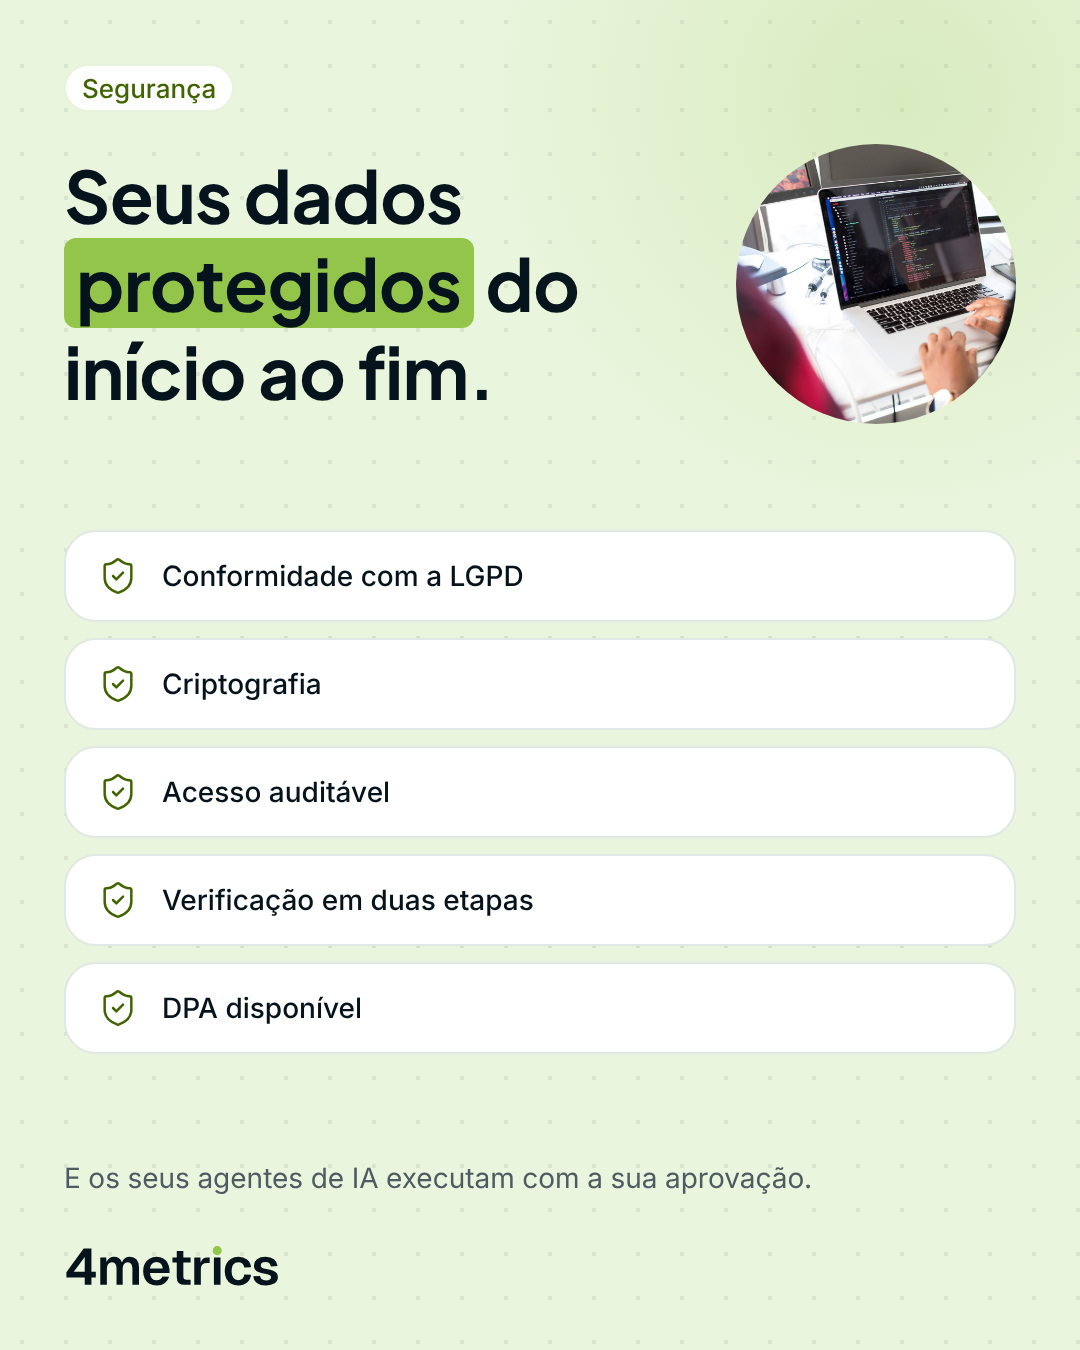 Segurança
Seus dados
protegidos do
início ao fim.
Conformidade com a LGPD
Criptografia
Acesso auditável
Verificação em duas etapas
DPA disponível
E os seus agentes de IA executam com a sua aprovação.
4metrics